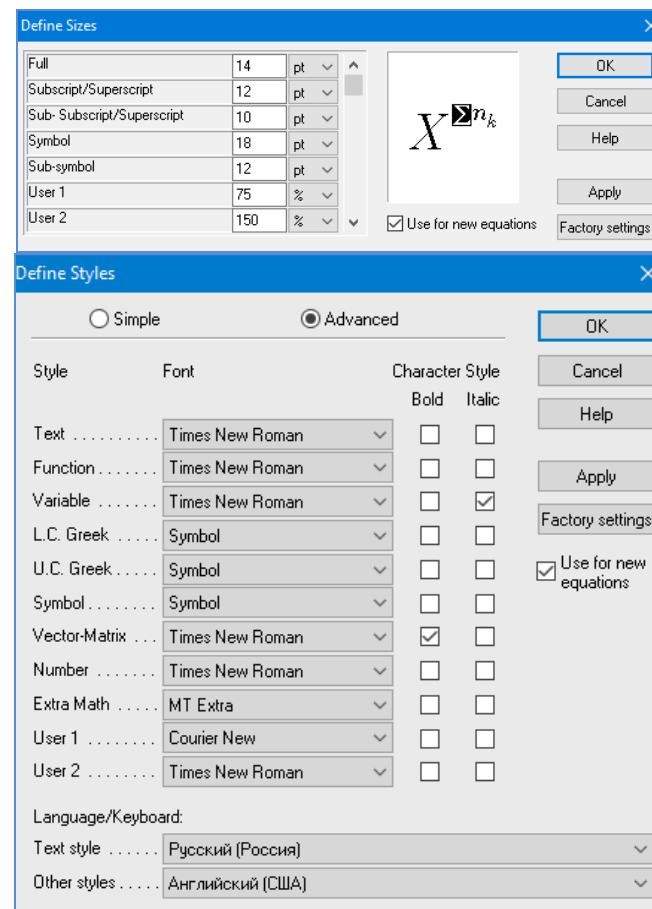 Define Sizes
Full 14 pt OK
Subscript/Superscript 12 pt Cancel
Sub- Subscript/Superscript 10 pt
Symbol 18 pt Help
Sub-symbol 12 pt
User 1 75 % Apply
User 2 150 % Use for new equations Factory settings
X^Σn_k
Define Styles
Simple Advanced OK
Style Font Character Style Cancel
Bold Italic Help
Text .......... Times New Roman
Function ....... Times New Roman Apply
Variable ....... Times New Roman
L.C. Greek ..... Symbol Factory settings
U.C. Greek ..... Symbol Use for new
equations
Symbol ........ Symbol
Vector-Matrix ... Times New Roman
Number ....... Times New Roman
Extra Math ..... MT Extra
User 1 ........ Courier New
User 2 ........ Times New Roman
Language/Keyboard:
Text style ...... Русский (Россия)
Other styles ..... Английский (США)